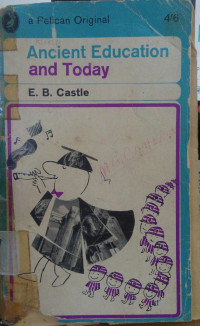 a Pelican Original
4/6
Ancient Education
and Today
E. B. Castle